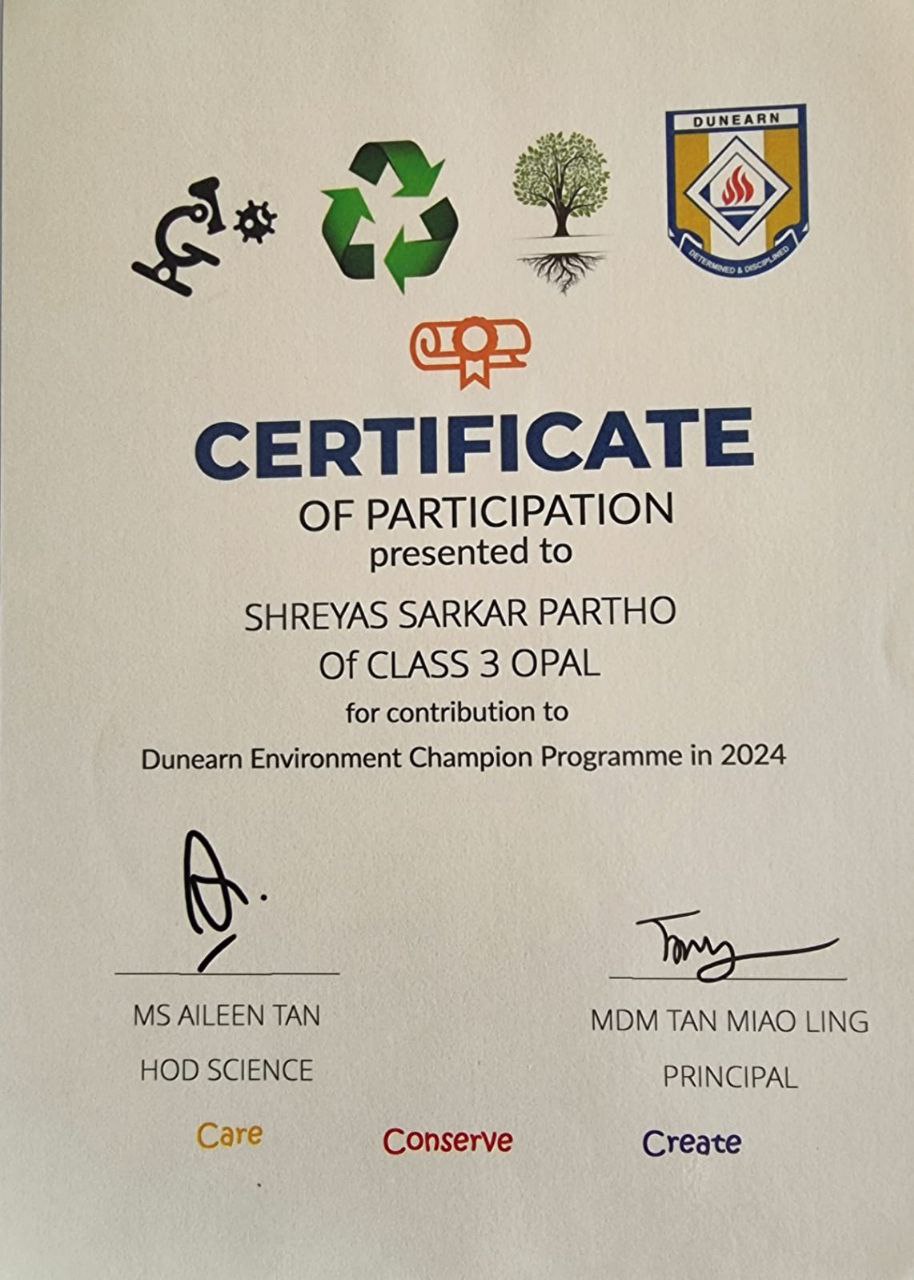 DUNEARN
DETERMINED & DISCIPLINED
CERTIFICATE
OF PARTICIPATION
presented to
SHREYAS SARKAR PARTHO
Of CLASS 3 OPAL
for contribution to
Dunearn Environment Champion Programme in 2024
MS AILEEN TAN
MDM TAN MIAO LING
HOD SCIENCE
PRINCIPAL
Care Conserve Create